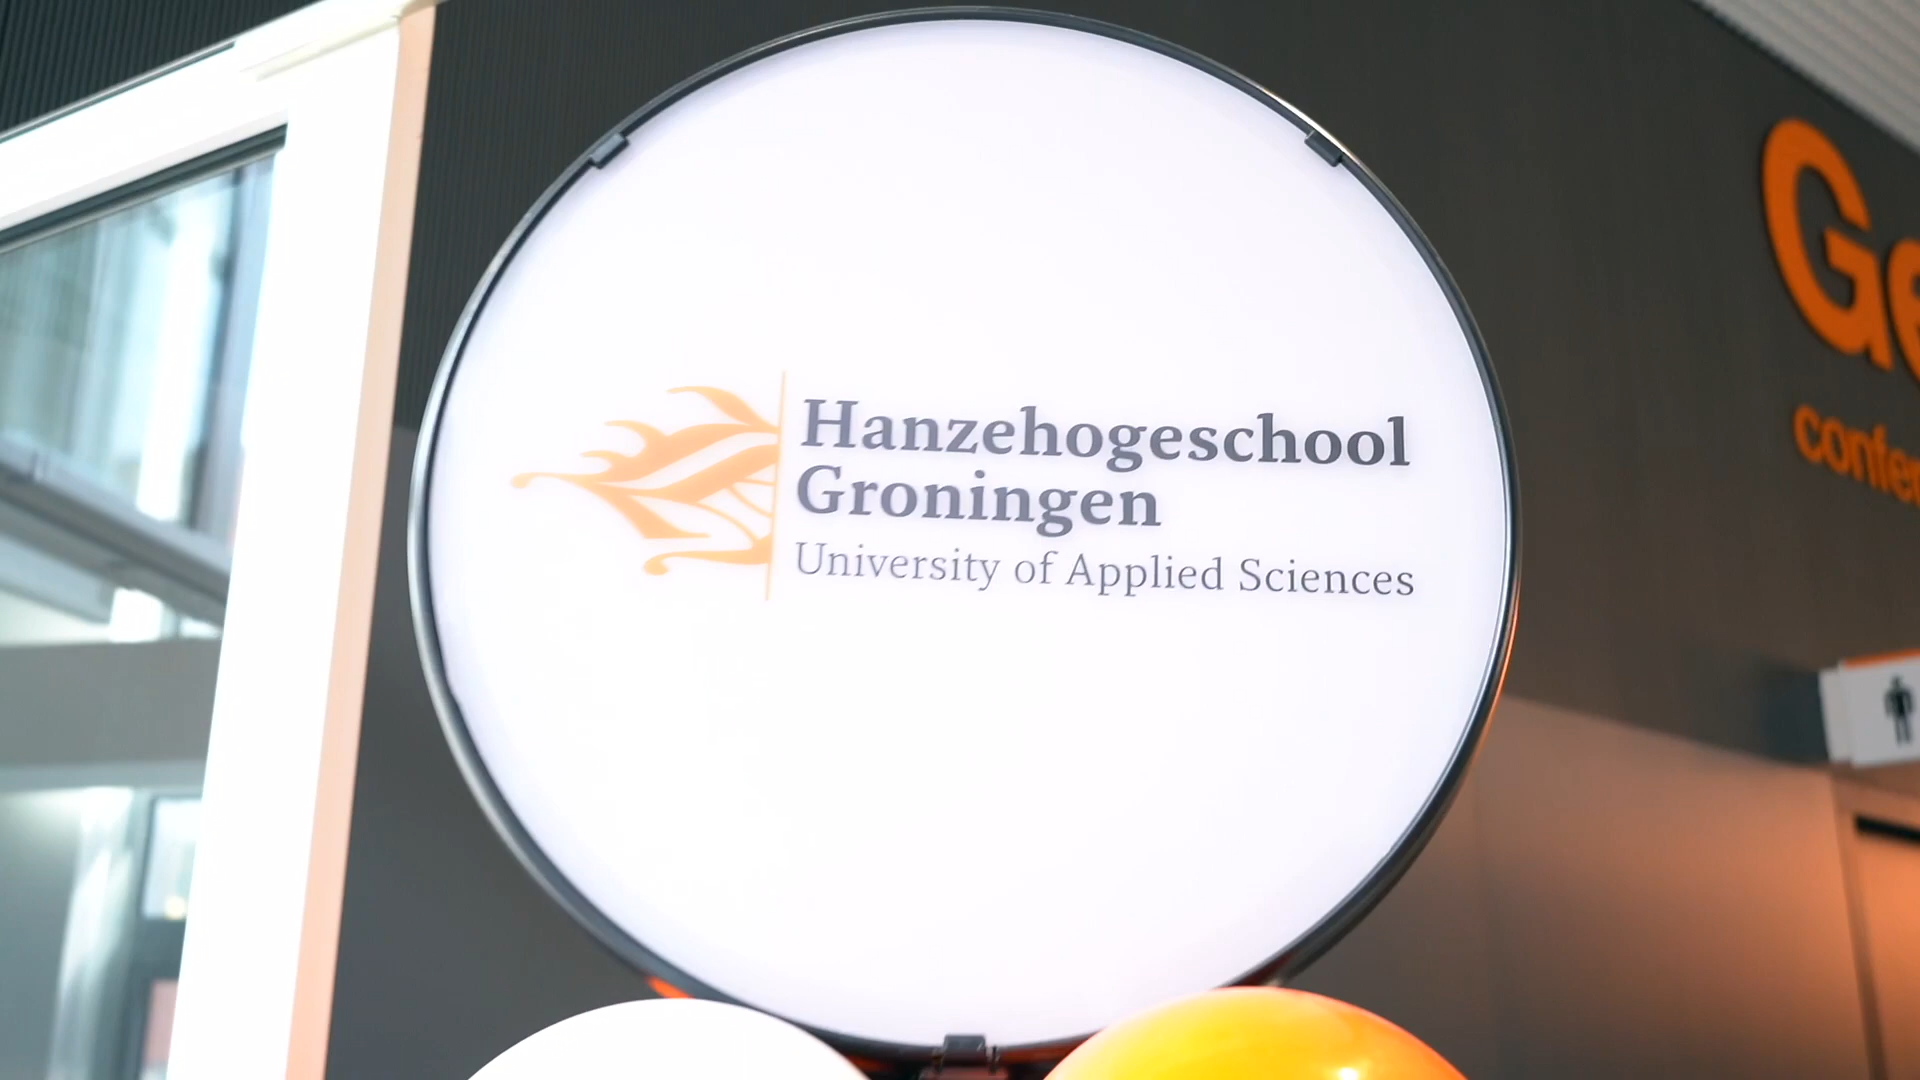 Hanzehogeschool
Groningen
University of Applied Sciences